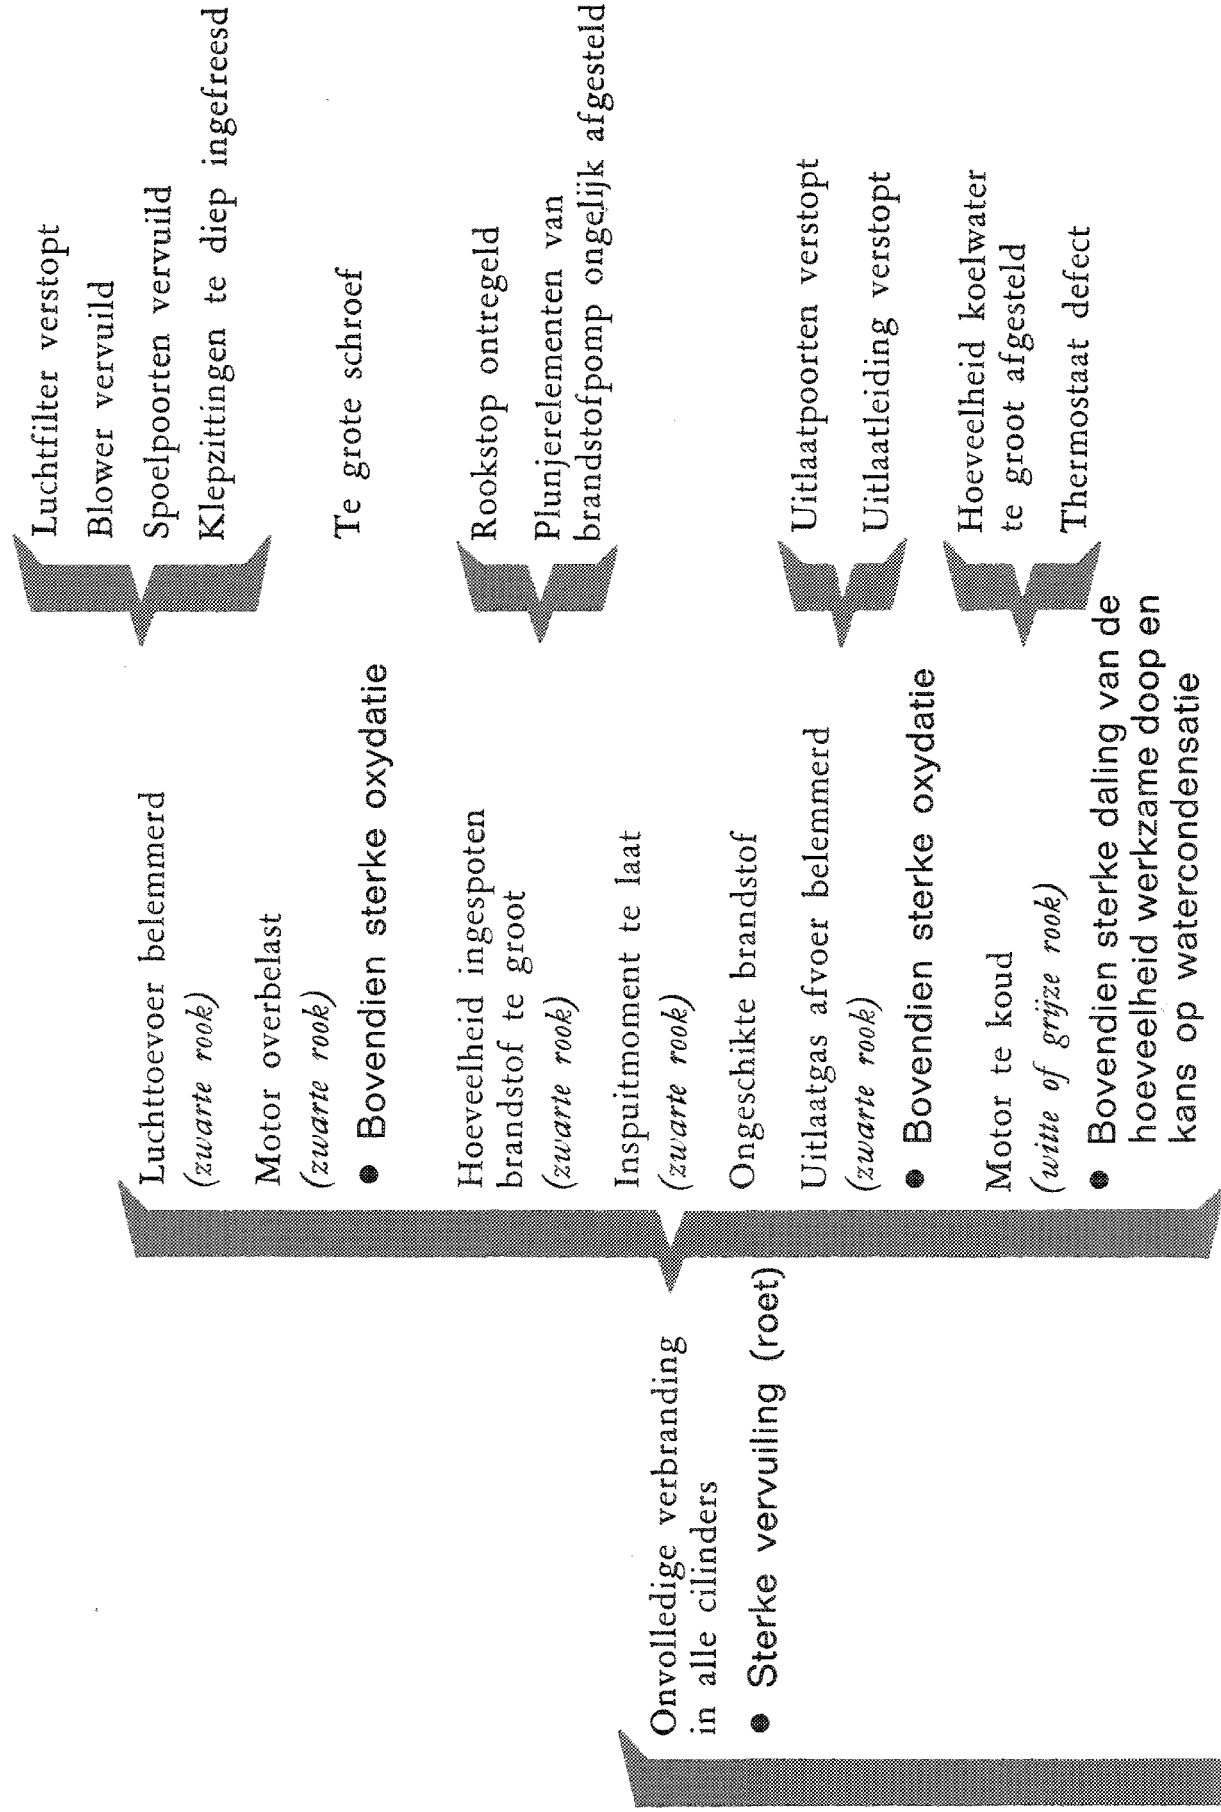 Onvolledige verbranding
in alle cilinders
● Sterke vervuiling (roet)
Luchttoevoer belemmerd
(zwarte rook)
Motor overbelast
(zwarte rook)
● Bovendien sterke oxydatie
Hoeveelheid ingespoten
brandstof te groot
(zwarte rook)
Inspuitmoment te laat
(zwarte rook)
Ongeschikte brandstof
Uitlaatgas afvoer belemmerd
(zwarte rook)
● Bovendien sterke oxydatie
Motor te koud
(witte of grijze rook)
● Bovendien sterke daling van de
hoeveelheid werkzame doop en
kans op watercondensatie
Luchtfilter verstopt
Blower vervuild
Spoelpoorten vervuild
Klepzittingen te diep ingefreesd
Te grote schroef
Rookstop ontregeld
Plunjerelementen van
brandstofpomp ongelijk afgesteld
Uitlaatpoorten verstopt
Uitlaatleiding verstopt
Hoeveelheid koelwater
te groot afgesteld
Thermostaat defect